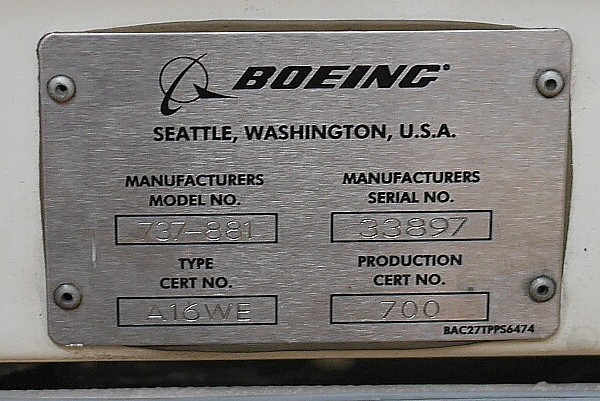 BOEING®
SEATTLE, WASHINGTON, U.S.A.
MANUFACTURERS MODEL NO.
737-881
MANUFACTURERS SERIAL NO.
33897
TYPE CERT NO.
A16WE
PRODUCTION CERT NO.
700
BAC27TPPS6474